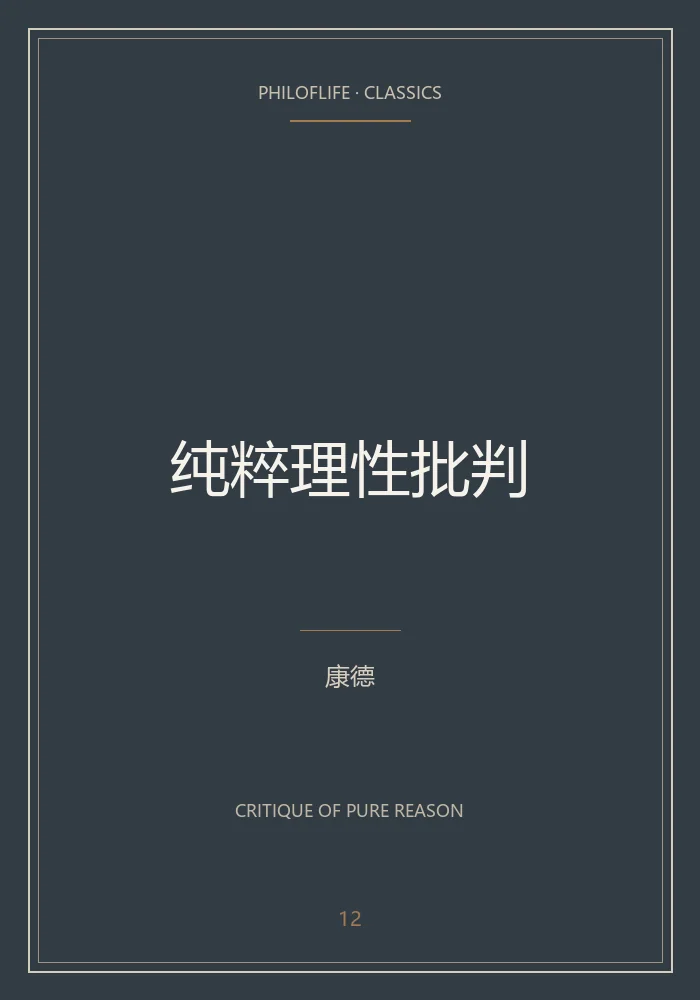 PHILOFLIFE · CLASSICS
纯粹理性批判
康德
CRITIQUE OF PURE REASON
12